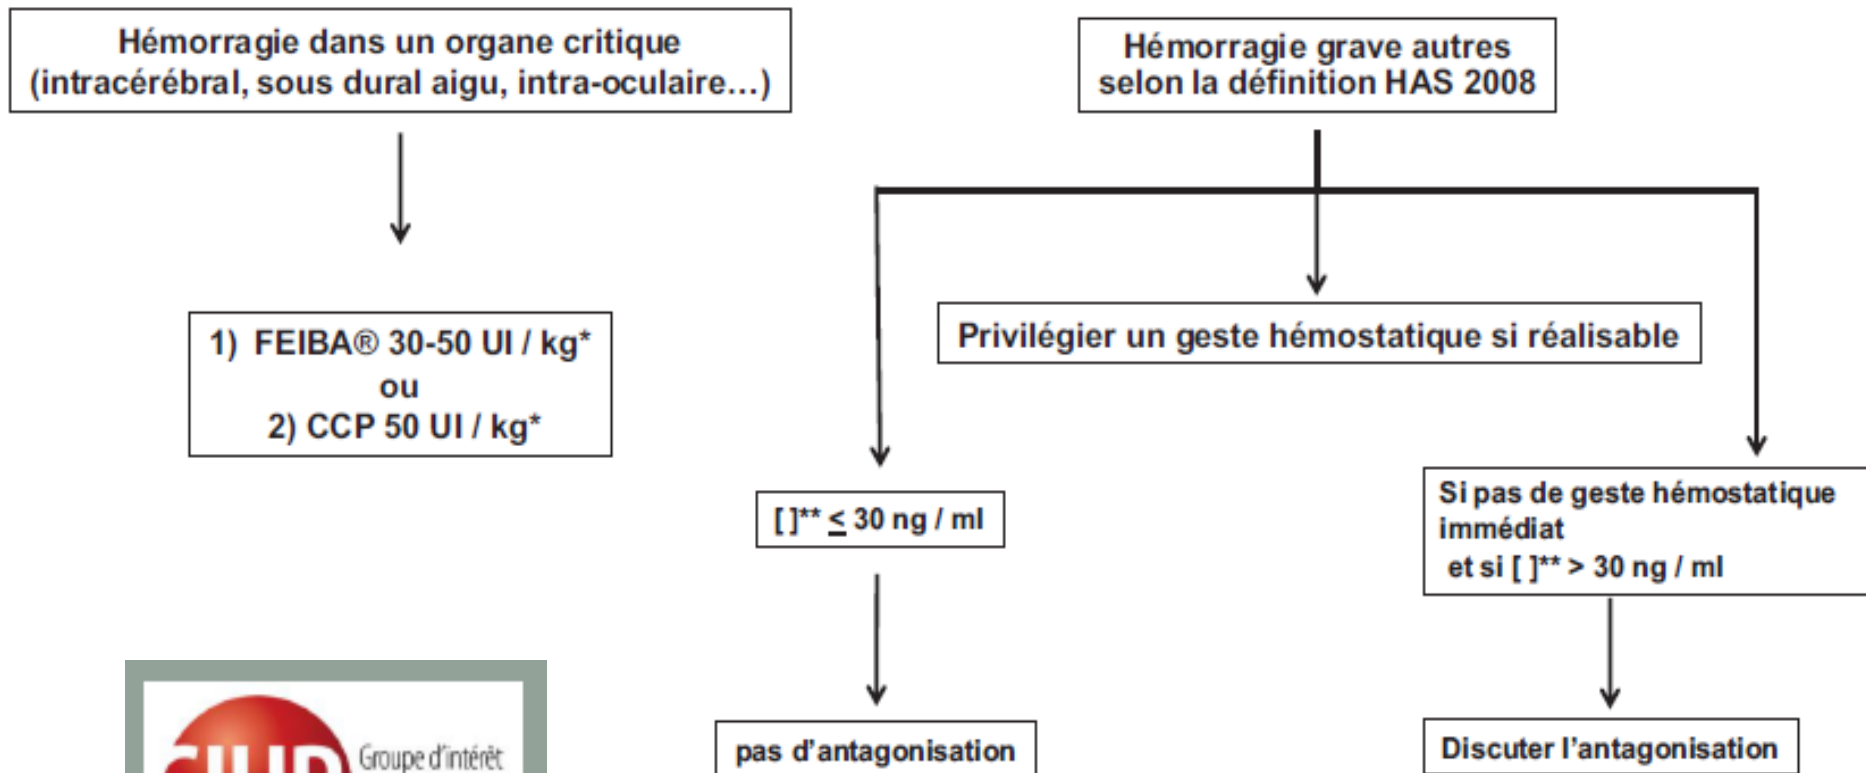 Hémorragie dans un organe critique
(intracérébral, sous dural aigu, intra-oculaire…)
Hémorragie grave autres
selon la définition HAS 2008
1) FEIBA® 30-50 UI / kg*
ou
2) CCP 50 UI / kg*
Privilégier un geste hémostatique si réalisable
[ ]** ≤ 30 ng / ml
Si pas de geste hémostatique
immédiat
et si [ ]** > 30 ng / ml
pas d’antagonisation
Discuter l’antagonisation
Groupe d'intérêt